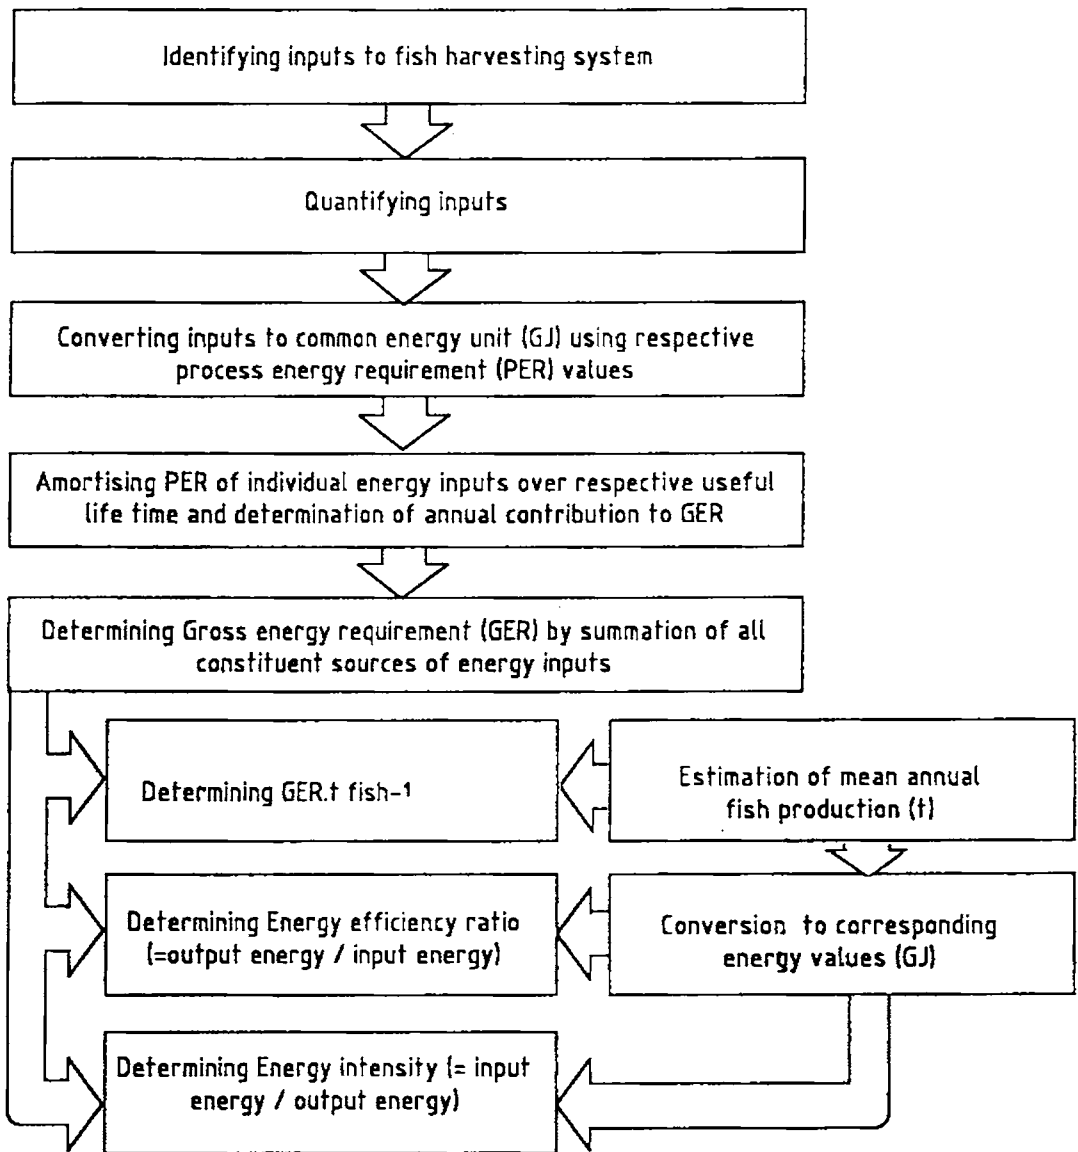 Identifying inputs to fish harvesting system
Quantifying inputs
Converting inputs to common energy unit (GJ) using respective
process energy requirement (PER) values
Amortising PER of individual energy inputs over respective useful
life time and determination of annual contribution to GER
Determining Gross energy requirement (GER) by summation of all
constituent sources of energy inputs
Determining GER.t fish-1
Estimation of mean annual
fish production (t)
Determining Energy efficiency ratio
(=output energy / input energy)
Conversion to corresponding
energy values (GJ)
Determining Energy intensity (= input
energy / output energy)